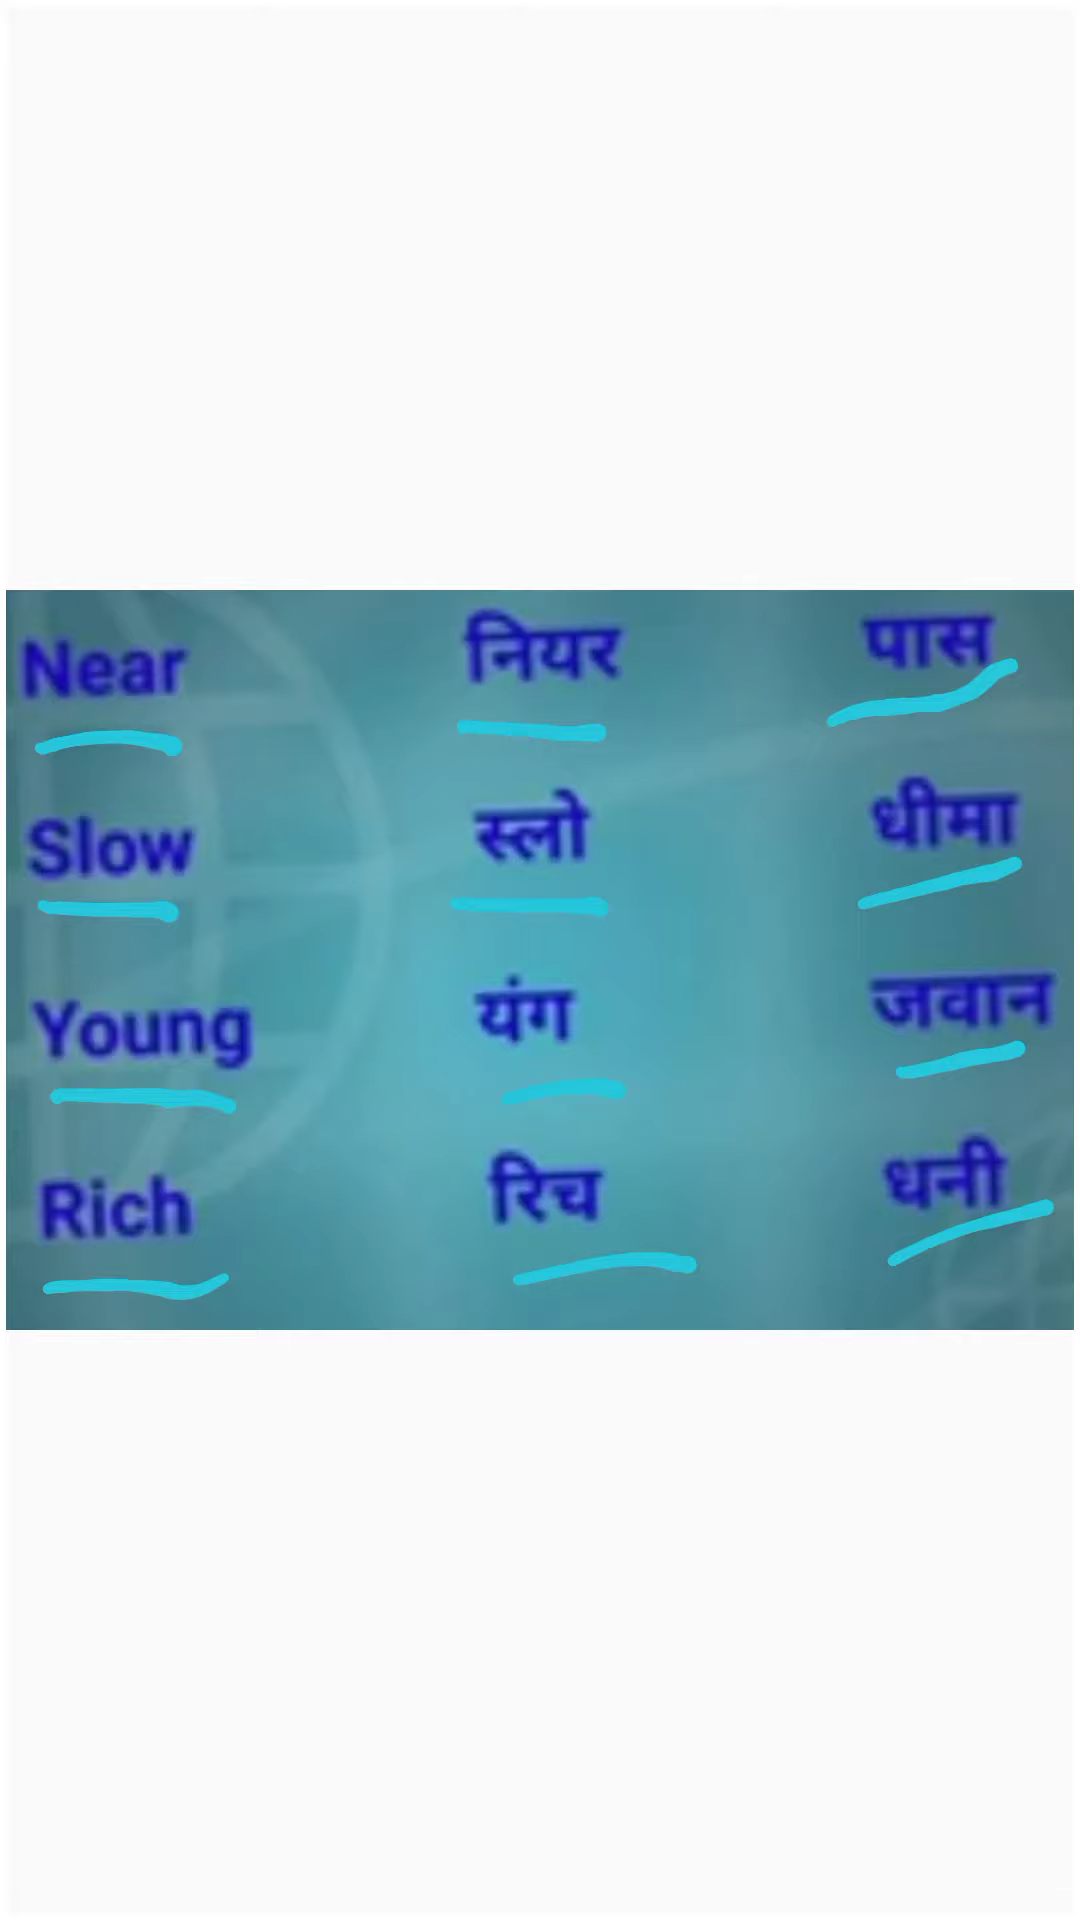 Near नियर पास
Slow स्लो धीमा
Young यंग जवान
Rich रिच धनी